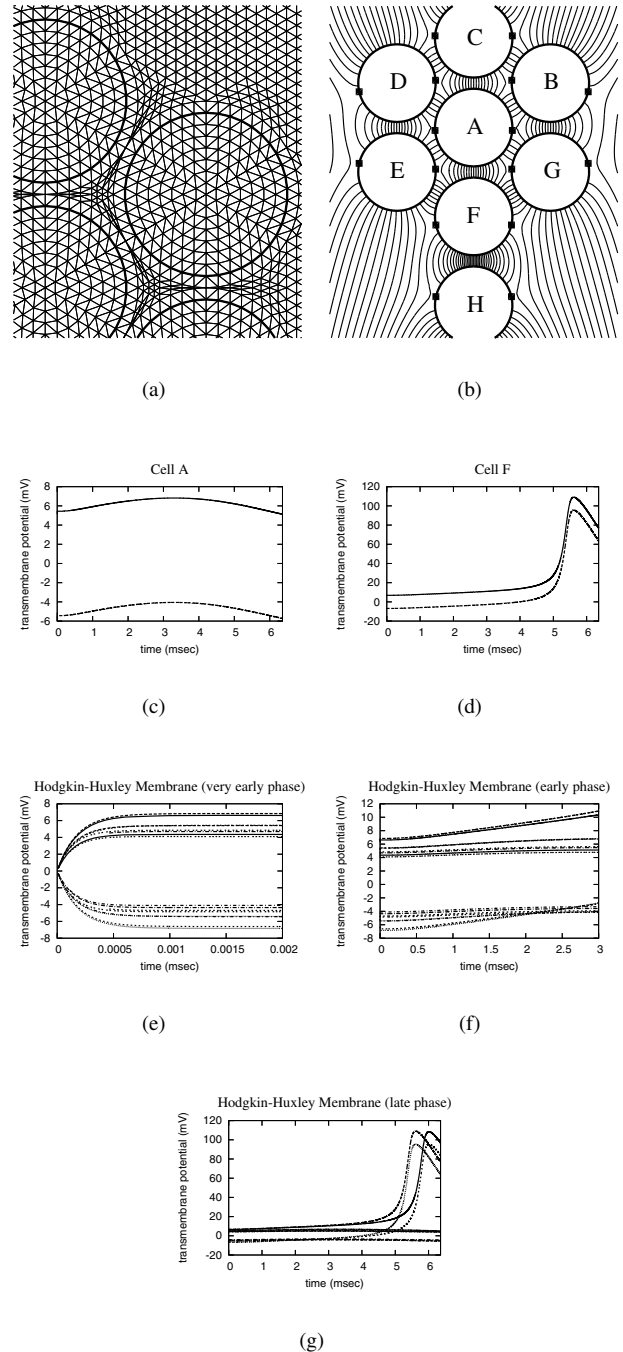 C
D
B
A
E
G
F
H
(a)
(b)
Cell A
transmembrane potential (mV)
8
6
4
2
0
-2
-4
-6
0 1 2 3 4 5 6
time (msec)
(c)
Cell F
transmembrane potential (mV)
120
100
80
60
40
20
0
-20
0 1 2 3 4 5 6
time (msec)
(d)
Hodgkin-Huxley Membrane (very early phase)
transmembrane potential (mV)
8
6
4
2
0
-2
-4
-6
-8
0 0.0005 0.001 0.0015 0.002
time (msec)
(e)
Hodgkin-Huxley Membrane (early phase)
transmembrane potential (mV)
12
10
8
6
4
2
0
-2
-4
-6
-8
0 0.5 1 1.5 2 2.5 3
time (msec)
(f)
Hodgkin-Huxley Membrane (late phase)
transmembrane potential (mV)
120
100
80
60
40
20
0
-20
0 1 2 3 4 5 6
time (msec)
(g)